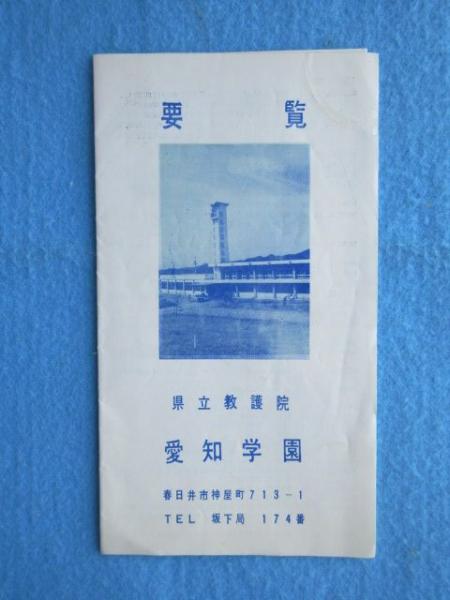 要覧
県立教護院
愛知学園
春日井市神屋町713-1
TEL 坂下局 174番